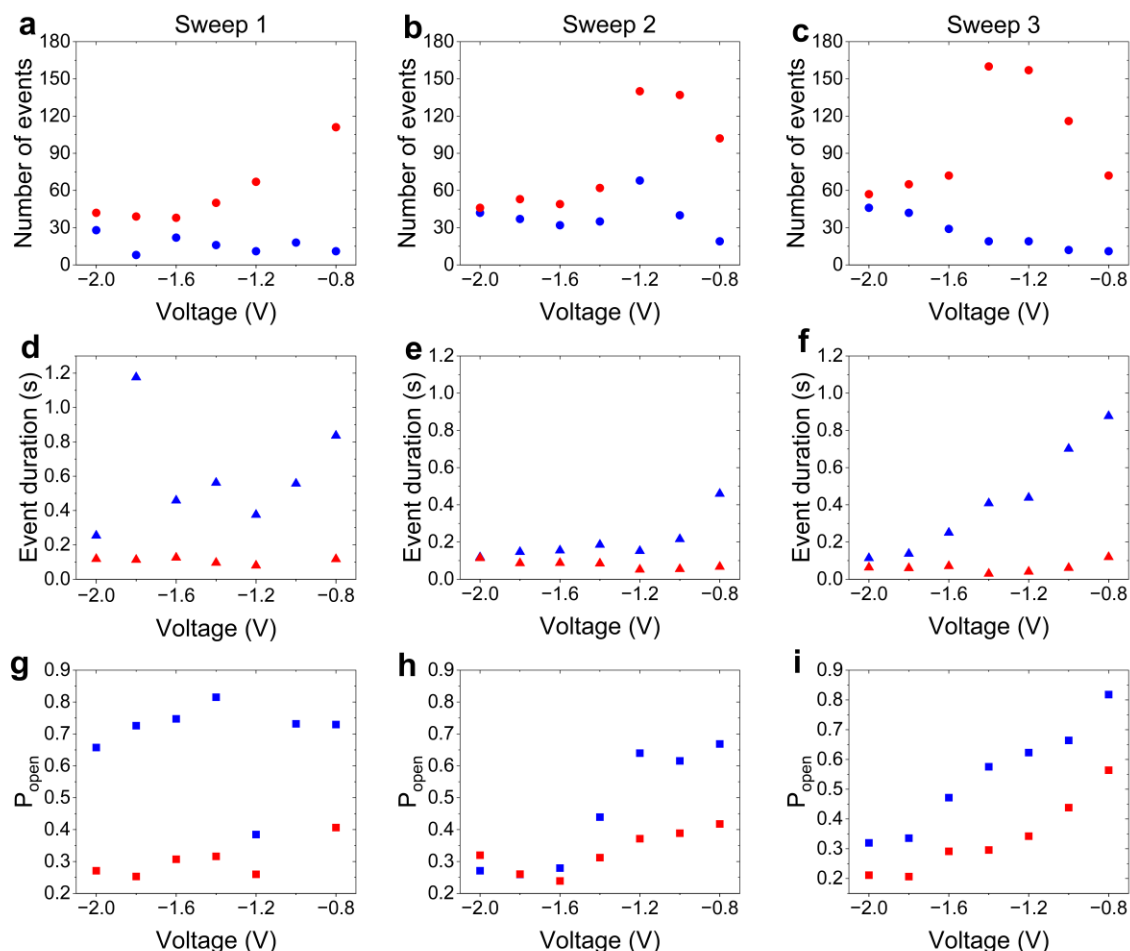 a Sweep 1 b Sweep 2 c Sweep 3
180 180 180
150 150 150
120 120 120
90 90 90
60 60 60
30 30 30
0 0 0
Number of events Number of events Number of events
−2.0 −1.6 −1.2 −0.8 −2.0 −1.6 −1.2 −0.8 −2.0 −1.6 −1.2 −0.8
Voltage (V) Voltage (V) Voltage (V)
d e f
1.2 1.2
1.2 1.0 1.0
1.0 0.8 0.8
0.8 0.6 0.6
0.6 0.4 0.4
0.4 0.2 0.2
0.2 0.0 0.0
0.0
Event duration (s) Event duration (s) Event duration (s)
−2.0 −1.6 −1.2 −0.8 −2.0 −1.6 −1.2 −0.8 −2.0 −1.6 −1.2 −0.8
Voltage (V) Voltage (V) Voltage (V)
g h i
0.9 0.9 0.9
0.8 0.8 0.8
0.7 0.7 0.7
0.6 0.6 0.6
0.5 0.5 0.5
0.4 0.4 0.4
0.3 0.3 0.3
0.2 0.2 0.2
Popen Popen Popen
−2.0 −1.6 −1.2 −0.8 −2.0 −1.6 −1.2 −0.8 −2.0 −1.6 −1.2 −0.8
Voltage (V) Voltage (V) Voltage (V)